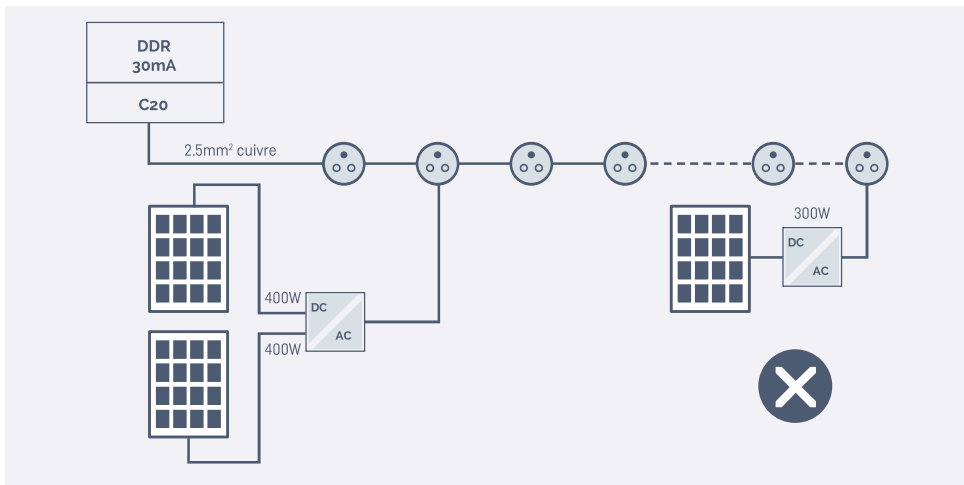 DDR
30mA
C20
2.5mm² cuivre
300W
DC
AC
400W
DC
AC
400W